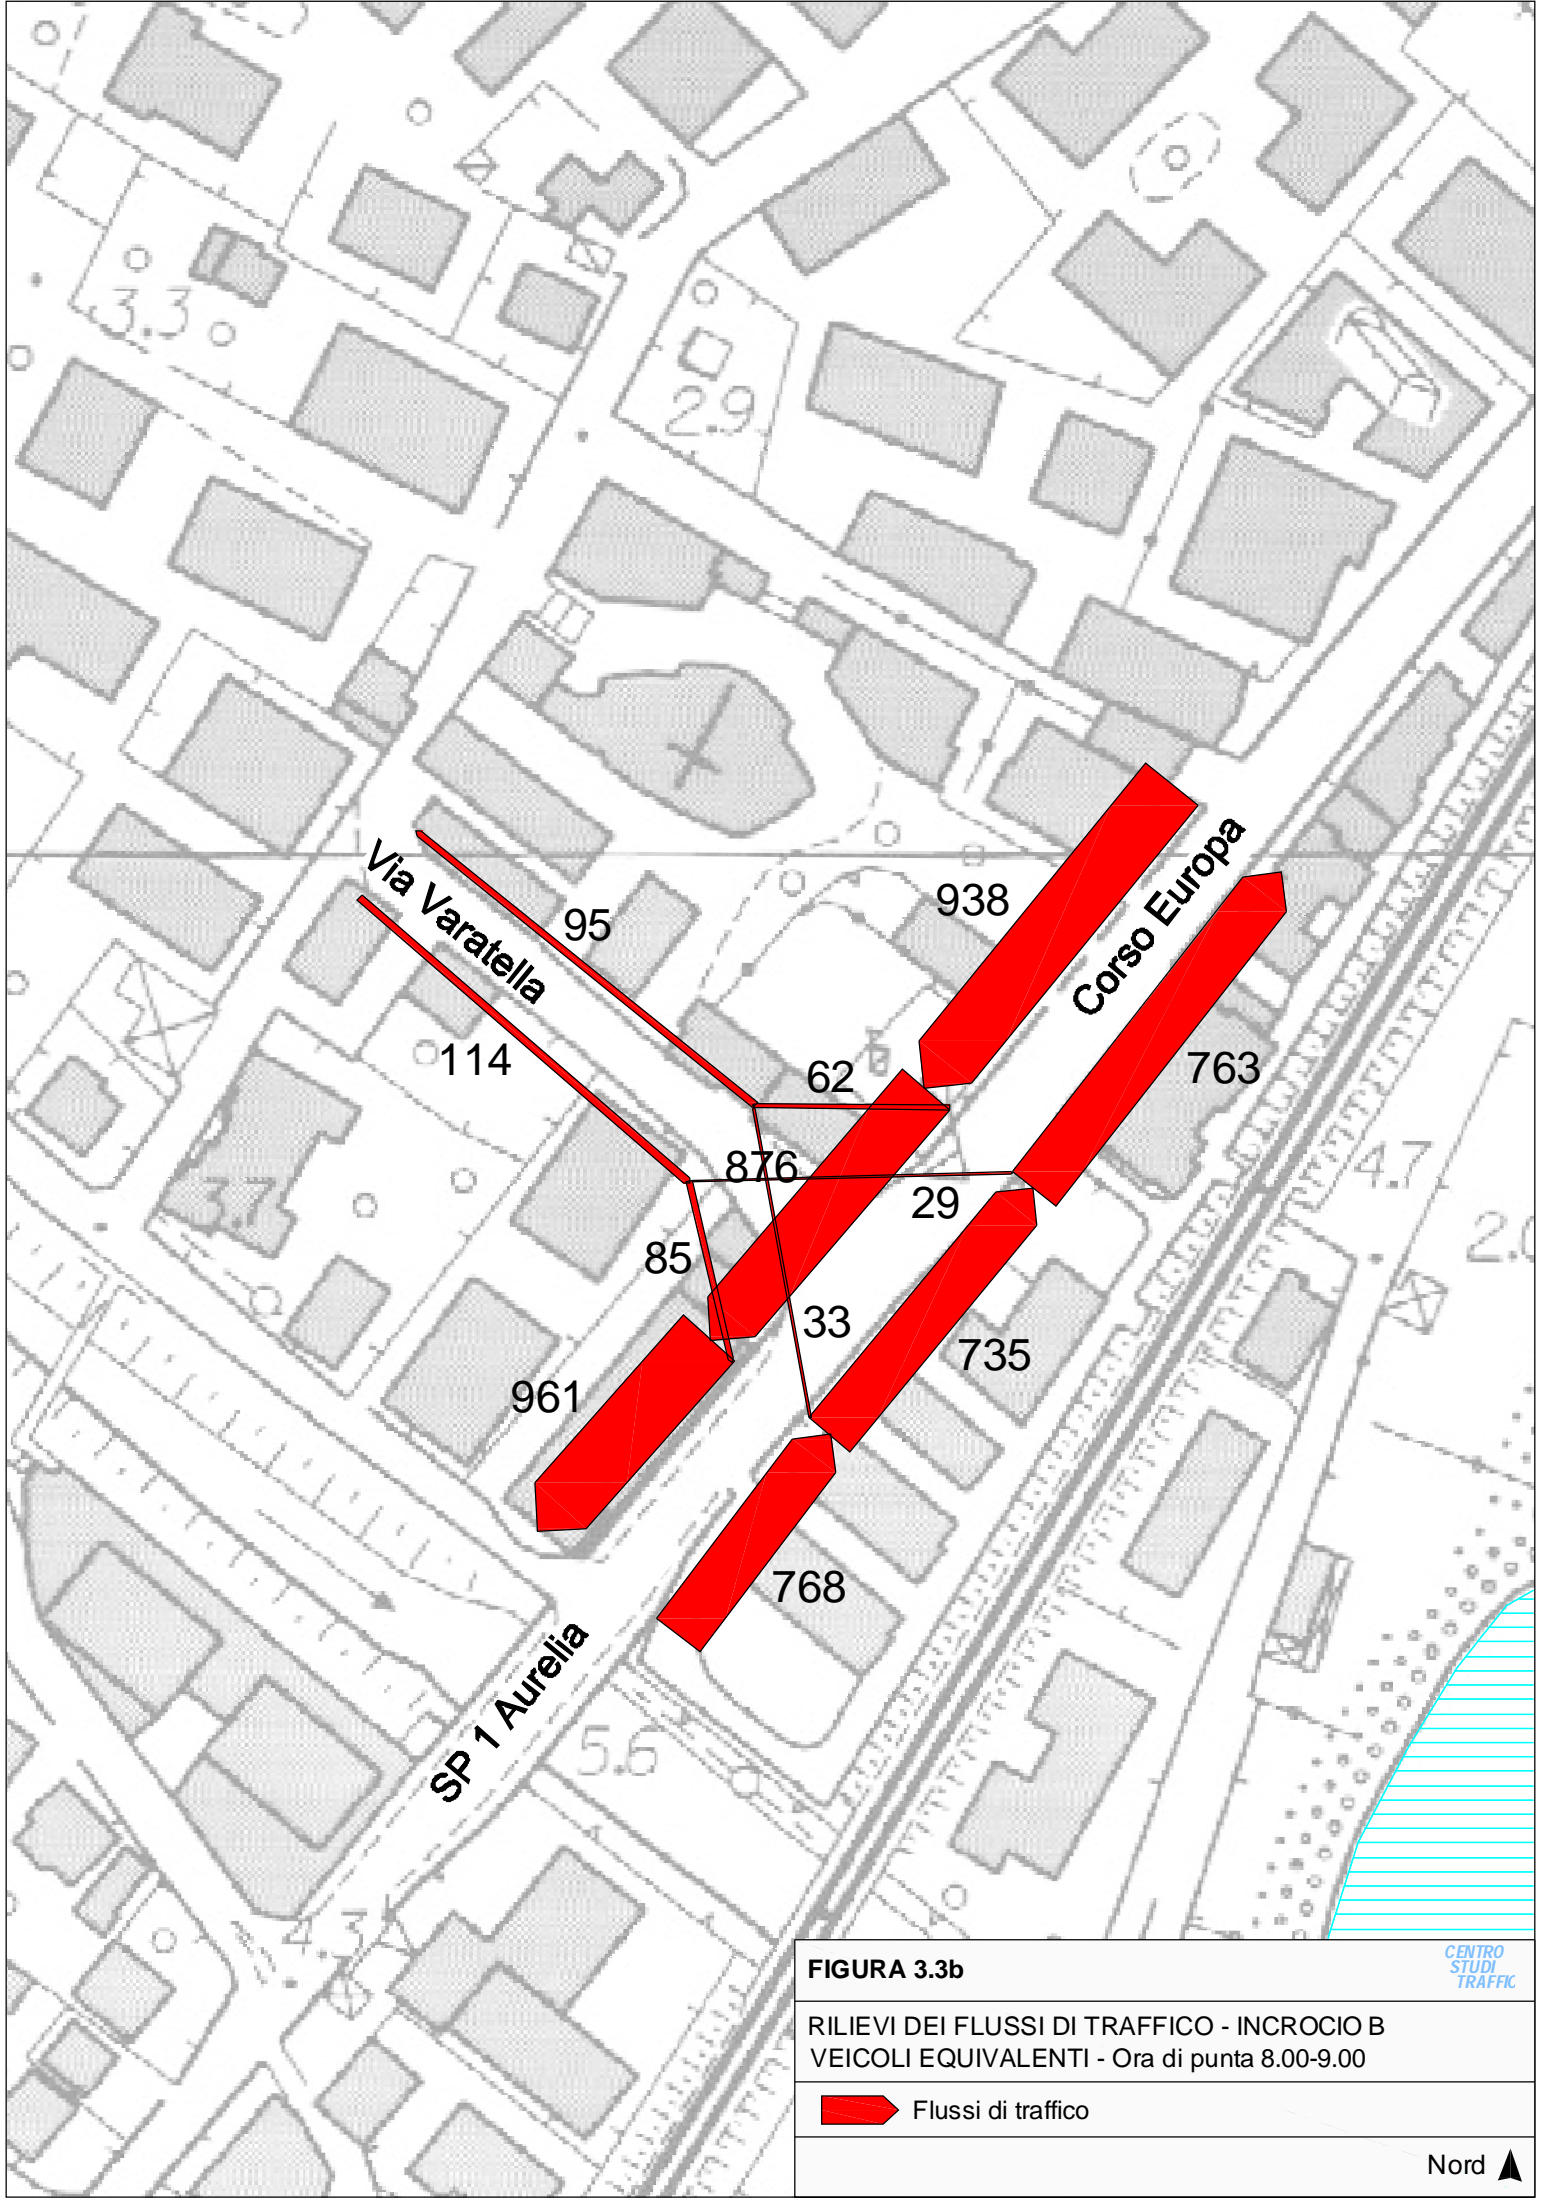 3.3
2.9
Via Varatella
95
938
Corso Europa
114
62
763
876
29
4.7
3.7
85
33
735
961
768
SP 1 Aurelia
5.6
4.3
FIGURA 3.3b
CENTRO
STUDI
TRAFFIC
RILIEVI DEI FLUSSI DI TRAFFICO - INCROCIO B
VEICOLI EQUIVALENTI - Ora di punta 8.00-9.00
Flussi di traffico
Nord